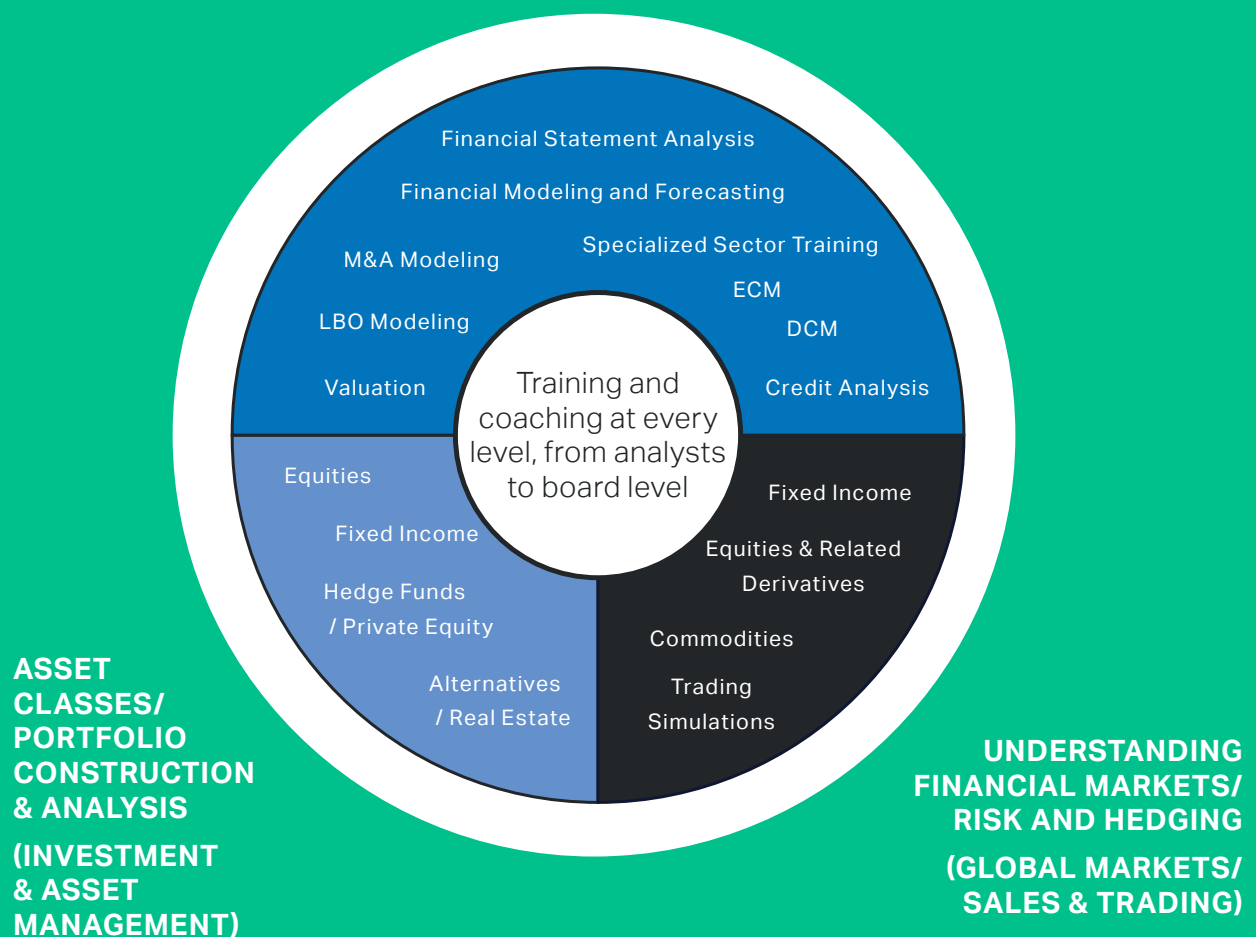 Financial Statement Analysis
Financial Modeling and Forecasting
Specialized Sector Training
M&A Modeling
ECM
LBO Modeling
DCM
Valuation
Credit Analysis
Training and
coaching at every
level, from analysts
to board level
Equities
Fixed Income
Hedge Funds
/ Private Equity
Alternatives
/ Real Estate
Fixed Income
Equities & Related
Derivatives
Commodities
Trading
Simulations
ASSET
CLASSES/
PORTFOLIO
CONSTRUCTION
& ANALYSIS
(INVESTMENT
& ASSET
MANAGEMENT)
UNDERSTANDING
FINANCIAL MARKETS/
RISK AND HEDGING
(GLOBAL MARKETS/
SALES & TRADING)